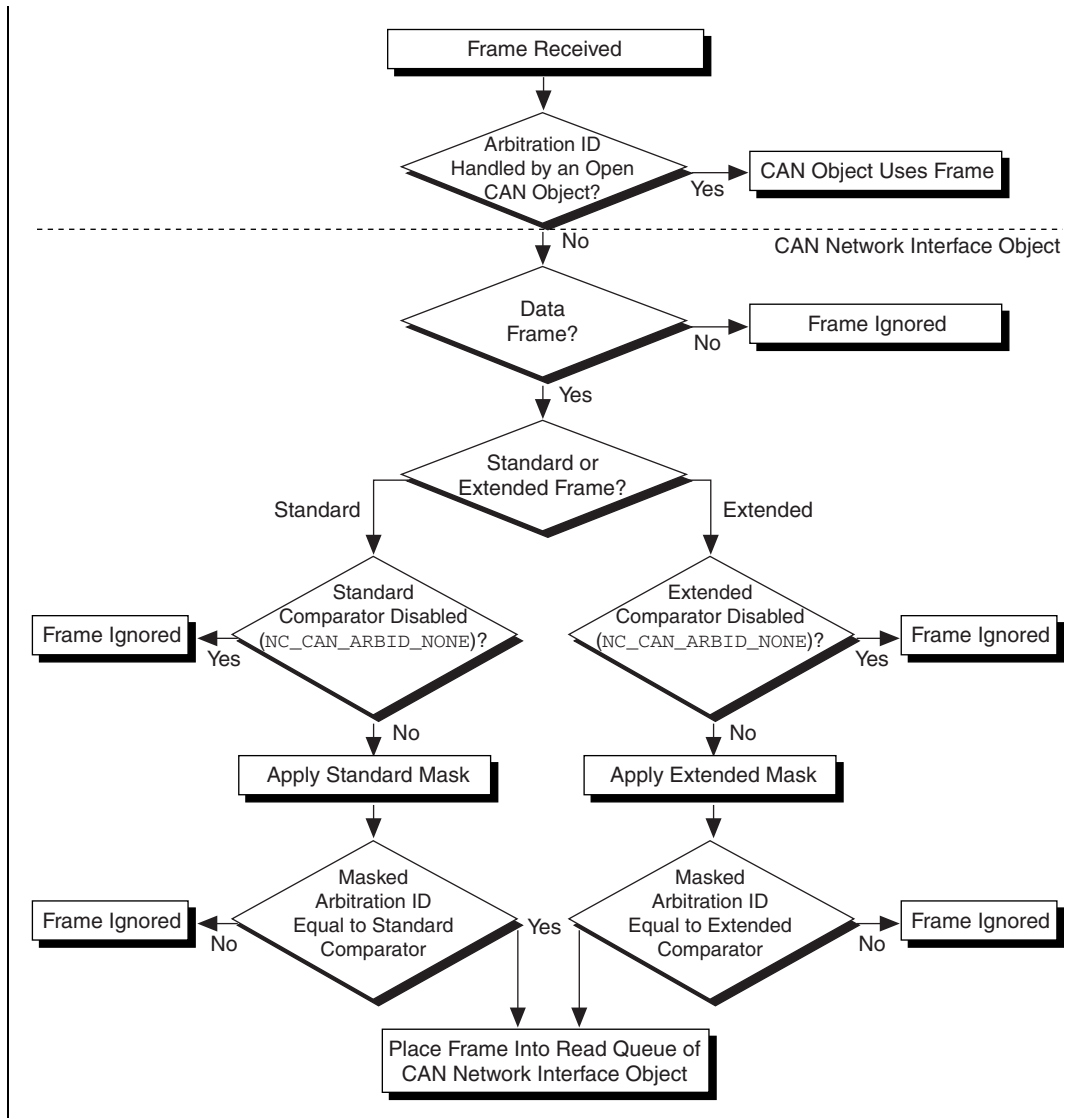 Frame Received
Arbitration ID
Handled by an Open
CAN Object?
Yes
CAN Object Uses Frame
No
CAN Network Interface Object
Data
Frame?
No
Frame Ignored
Yes
Standard or
Extended Frame?
Standard
Extended
Standard
Comparator Disabled
(NC_CAN_ARBID_NONE)?
Extended
Comparator Disabled
(NC_CAN_ARBID_NONE)?
Frame Ignored
Yes
Yes
Frame Ignored
No
No
Apply Standard Mask
Apply Extended Mask
Masked
Arbitration ID
Equal to Standard
Comparator
Masked
Arbitration ID
Equal to Extended
Comparator
Frame Ignored
No
Yes
No
Frame Ignored
Place Frame Into Read Queue of
CAN Network Interface Object